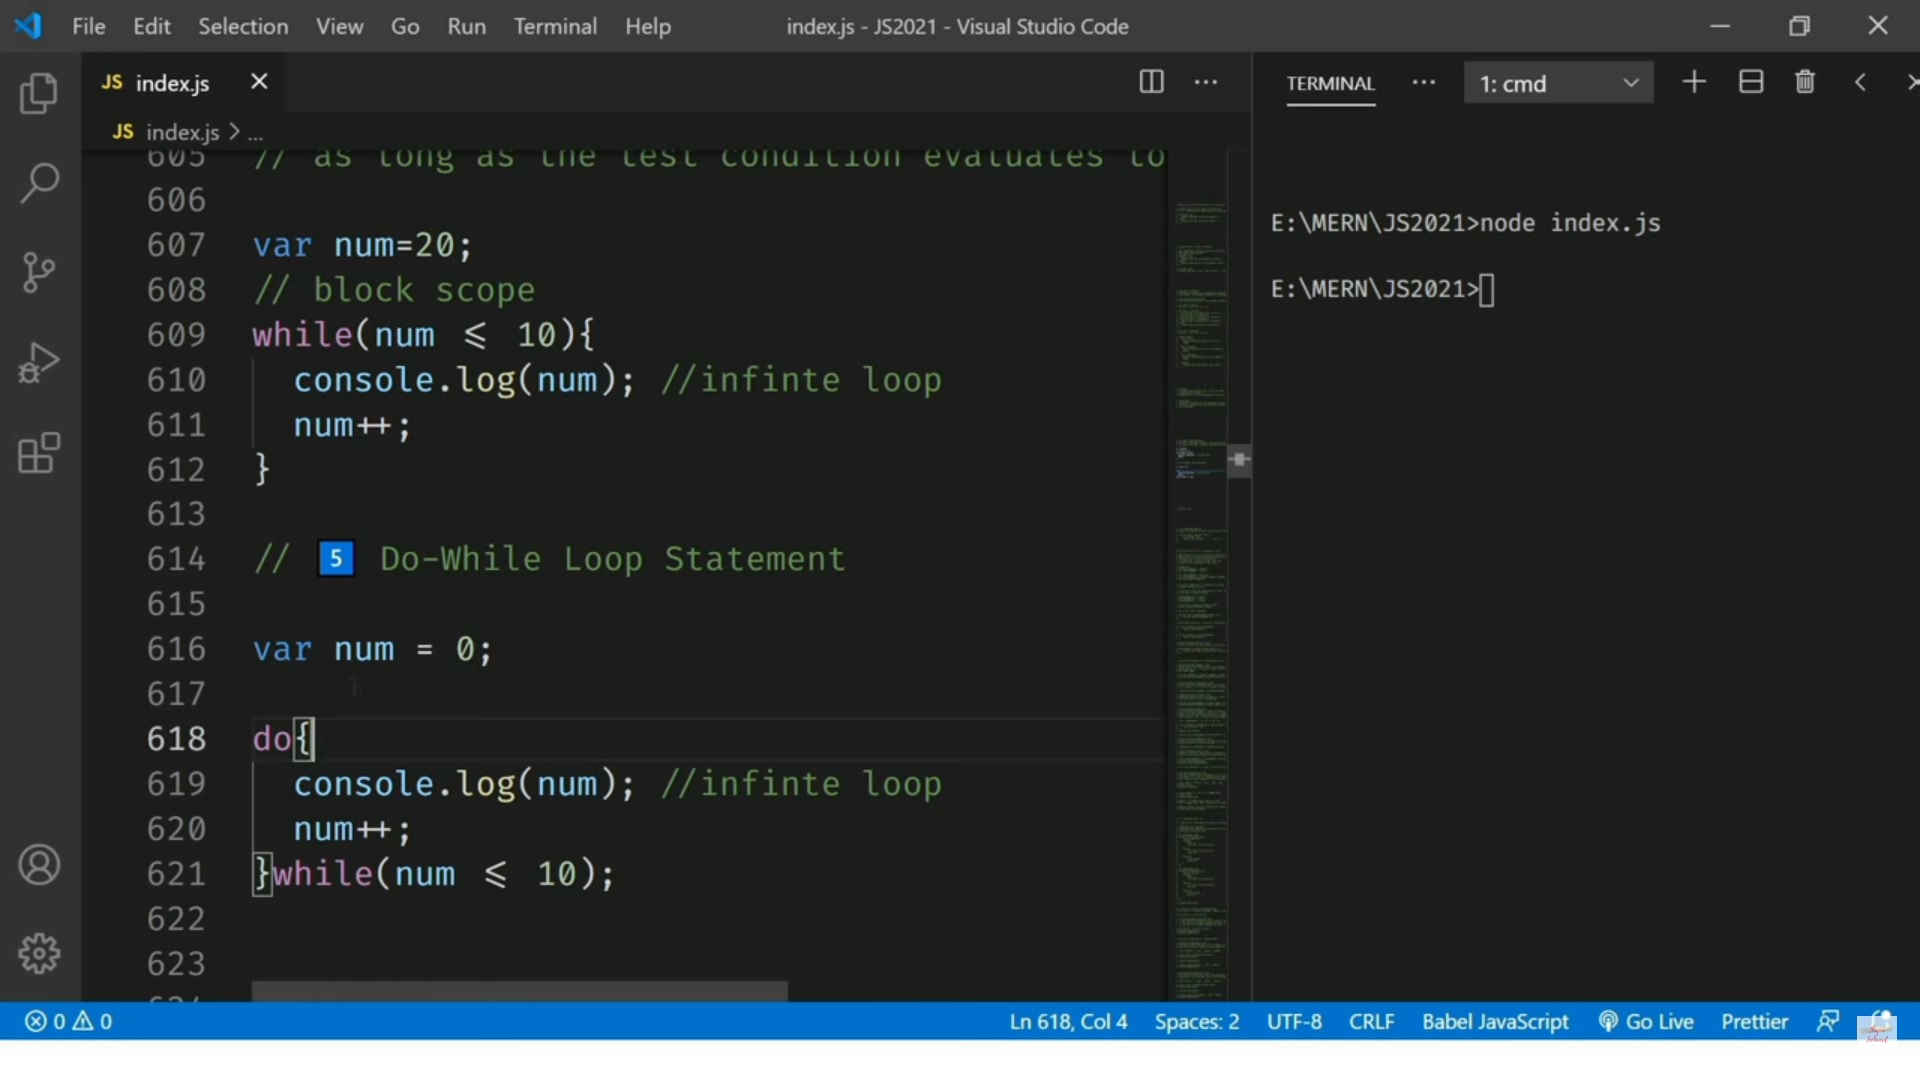 File Edit Selection View Go Run Terminal Help index.js - JS2021 - Visual Studio Code
JS index.js
JS index.js > ...
605 // as long as the test condition evaluates to
606
607 var num=20;
608 // block scope
609 while(num <= 10){
610 console.log(num); //infinte loop
611 num++;
612 }
613
614 // 5 Do-While Loop Statement
615
616 var num = 0;
617
618 do{
619 console.log(num); //infinte loop
620 num++;
621 }while(num <= 10);
622
623
TERMINAL ... 1: cmd
E:\MERN\JS2021>node index.js
E:\MERN\JS2021>
0 0 Ln 618, Col 4 Spaces: 2 UTF-8 CRLF Babel JavaScript Go Live Prettier